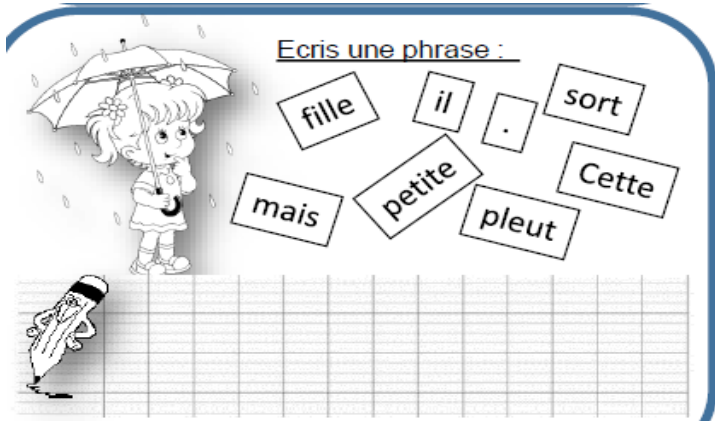 Ecris une phrase :
fille il . sort
mais petite pleut Cette